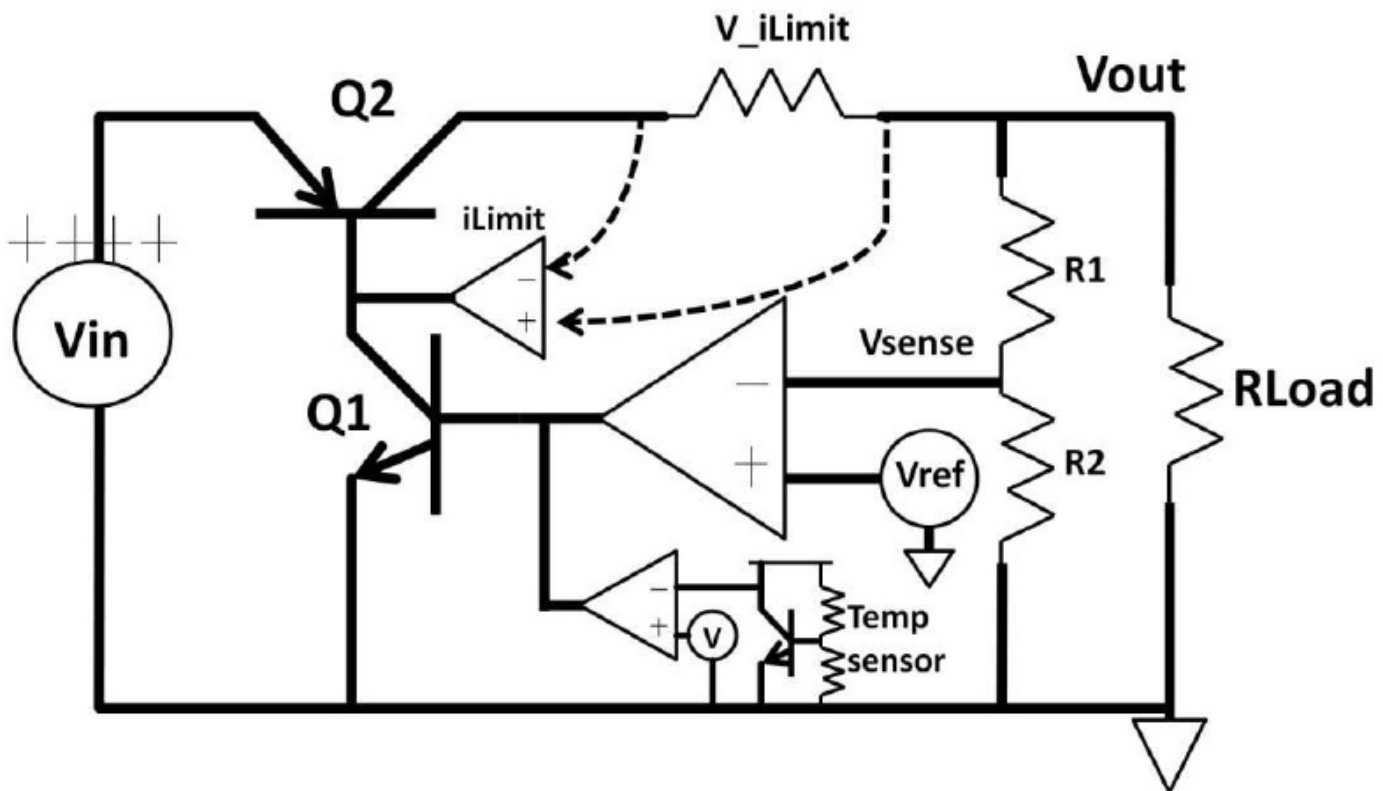 V_iLimit
Vout
Q2
+ + + +
iLimit
−
+
R1
Vin
Vsense
RLoad
Q1
−
+
Vref
R2
−
+
V
Temp
sensor